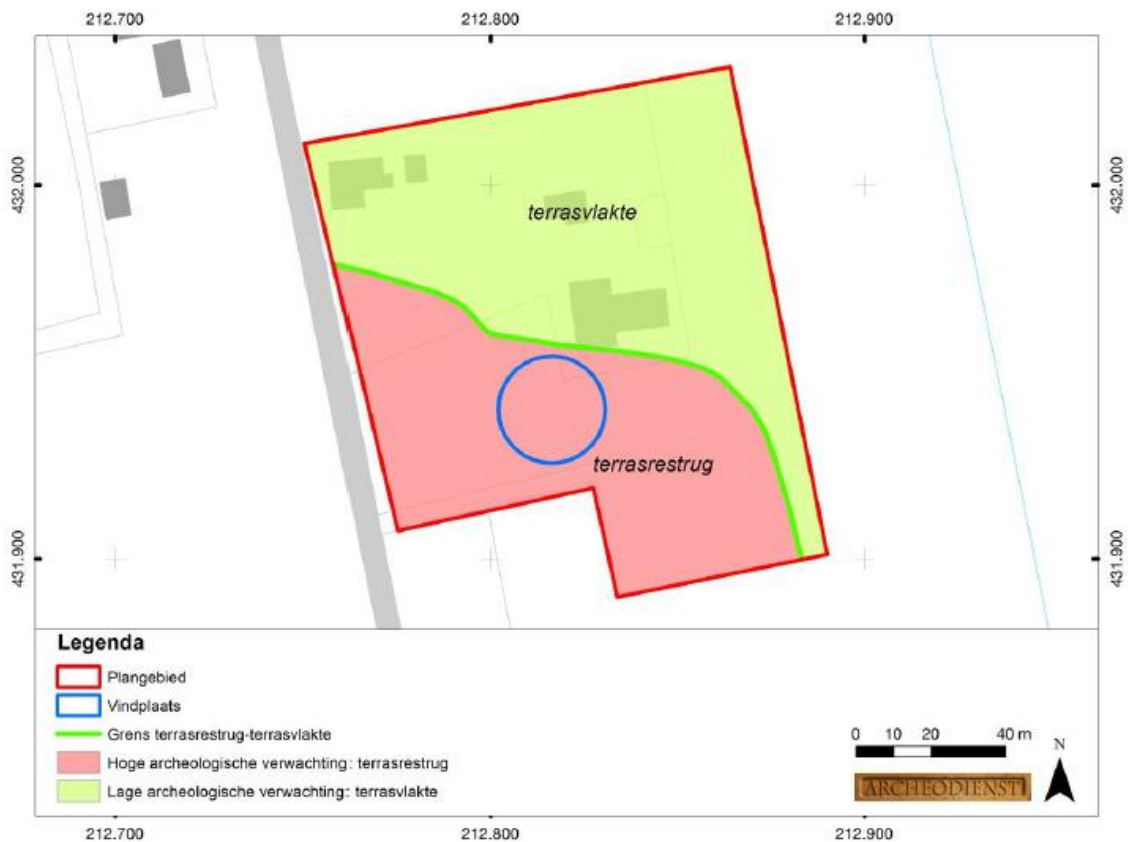 212.700 212.800 212.900
432.000 432.000
terrasvlakte
terrasrestrug
431.900 431.900
Legenda
Plangebied
Vindplaats
Grens terrasrestrug-terrasvlakte
Hoge archeologische verwachting: terrasrestrug
Lage archeologische verwachting: terrasvlakte
0 10 20 40 m
N
ARCHEODIENST
212.700 212.800 212.900